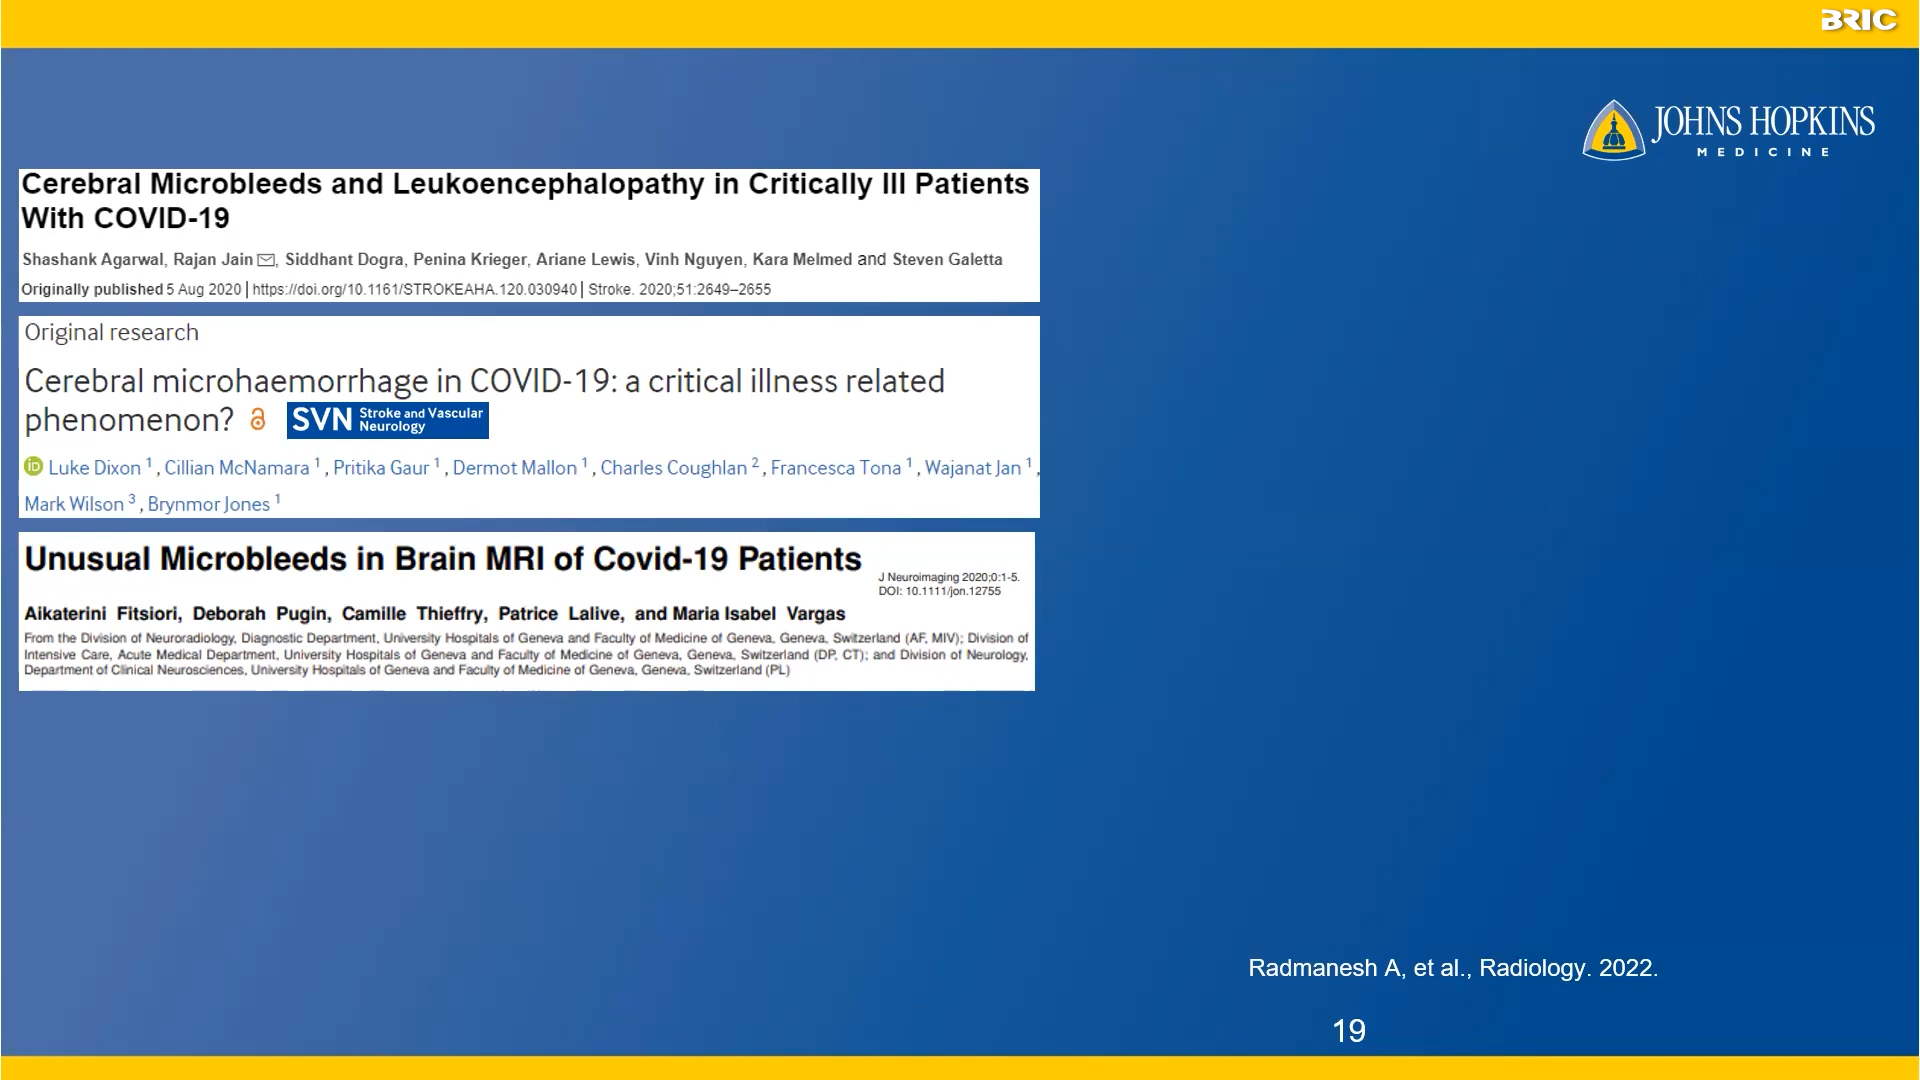 BRIC
JOHNS HOPKINS
MEDICINE
Cerebral Microbleeds and Leukoencephalopathy in Critically Ill Patients
With COVID-19
Shashank Agarwal, Rajan Jain, Siddhant Dogra, Penina Krieger, Ariane Lewis, Vinh Nguyen, Kara Melmed and Steven Galetta
Originally published 5 Aug 2020 | https://doi.org/10.1161/STROKEAHA.120.030940 | Stroke. 2020;51:2649–2655
Original research
Cerebral microhaemorrhage in COVID-19: a critical illness related
phenomenon?
SVN Stroke and Vascular
Neurology
iD Luke Dixon 1, Cillian McNamara 1, Pritika Gaur 1, Dermot Mallon 1, Charles Coughlan 2, Francesca Tona 1, Wajanat Jan 1,
Mark Wilson 3, Brynmor Jones 1
Unusual Microbleeds in Brain MRI of Covid-19 Patients
J Neuroimaging 2020;0:1-5.
DOI: 10.1111/jon.12755
Aikaterini Fitsiori, Deborah Pugin, Camille Thieffry, Patrice Lalive, and Maria Isabel Vargas
From the Division of Neuroradiology, Diagnostic Department, University Hospitals of Geneva and Faculty of Medicine of Geneva, Geneva, Switzerland (AF, MIV); Division of
Intensive Care, Acute Medical Department, University Hospitals of Geneva and Faculty of Medicine of Geneva, Geneva, Switzerland (DP, CT); and Division of Neurology,
Department of Clinical Neurosciences, University Hospitals of Geneva and Faculty of Medicine of Geneva, Geneva, Switzerland (PL)
Radmanesh A, et al., Radiology. 2022.
19